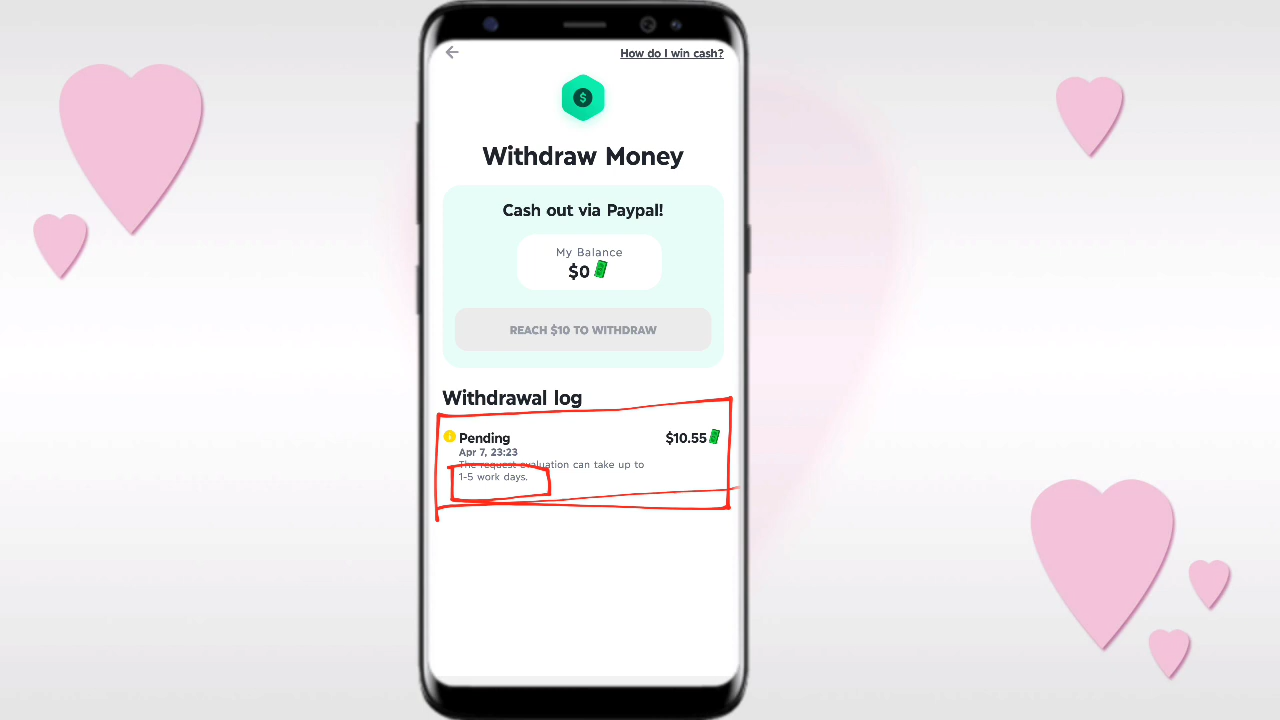 How do I win cash?
$
Withdraw Money
Cash out via Paypal!
My Balance
$0
REACH $10 TO WITHDRAW
Withdrawal log
Pending $10.55
Apr 7, 23:23
The request evaluation can take up to
1-5 work days.